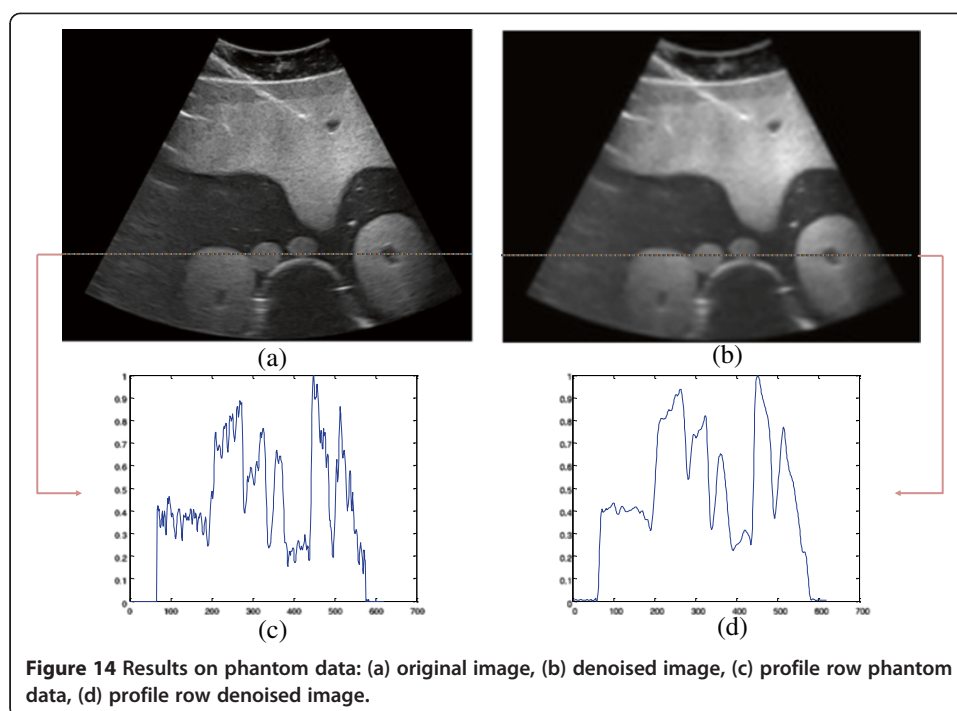 (a)
(b)
1
0.9
0.8
0.7
0.6
0.5
0.4
0.3
0.2
0.1
0
0 100 200 300 400 500 600 700
(c)
1
0.9
0.8
0.7
0.6
0.5
0.4
0.3
0.2
0.1
0
0 100 200 300 400 500 600 700
(d)
Figure 14 Results on phantom data: (a) original image, (b) denoised image, (c) profile row phantom
data, (d) profile row denoised image.